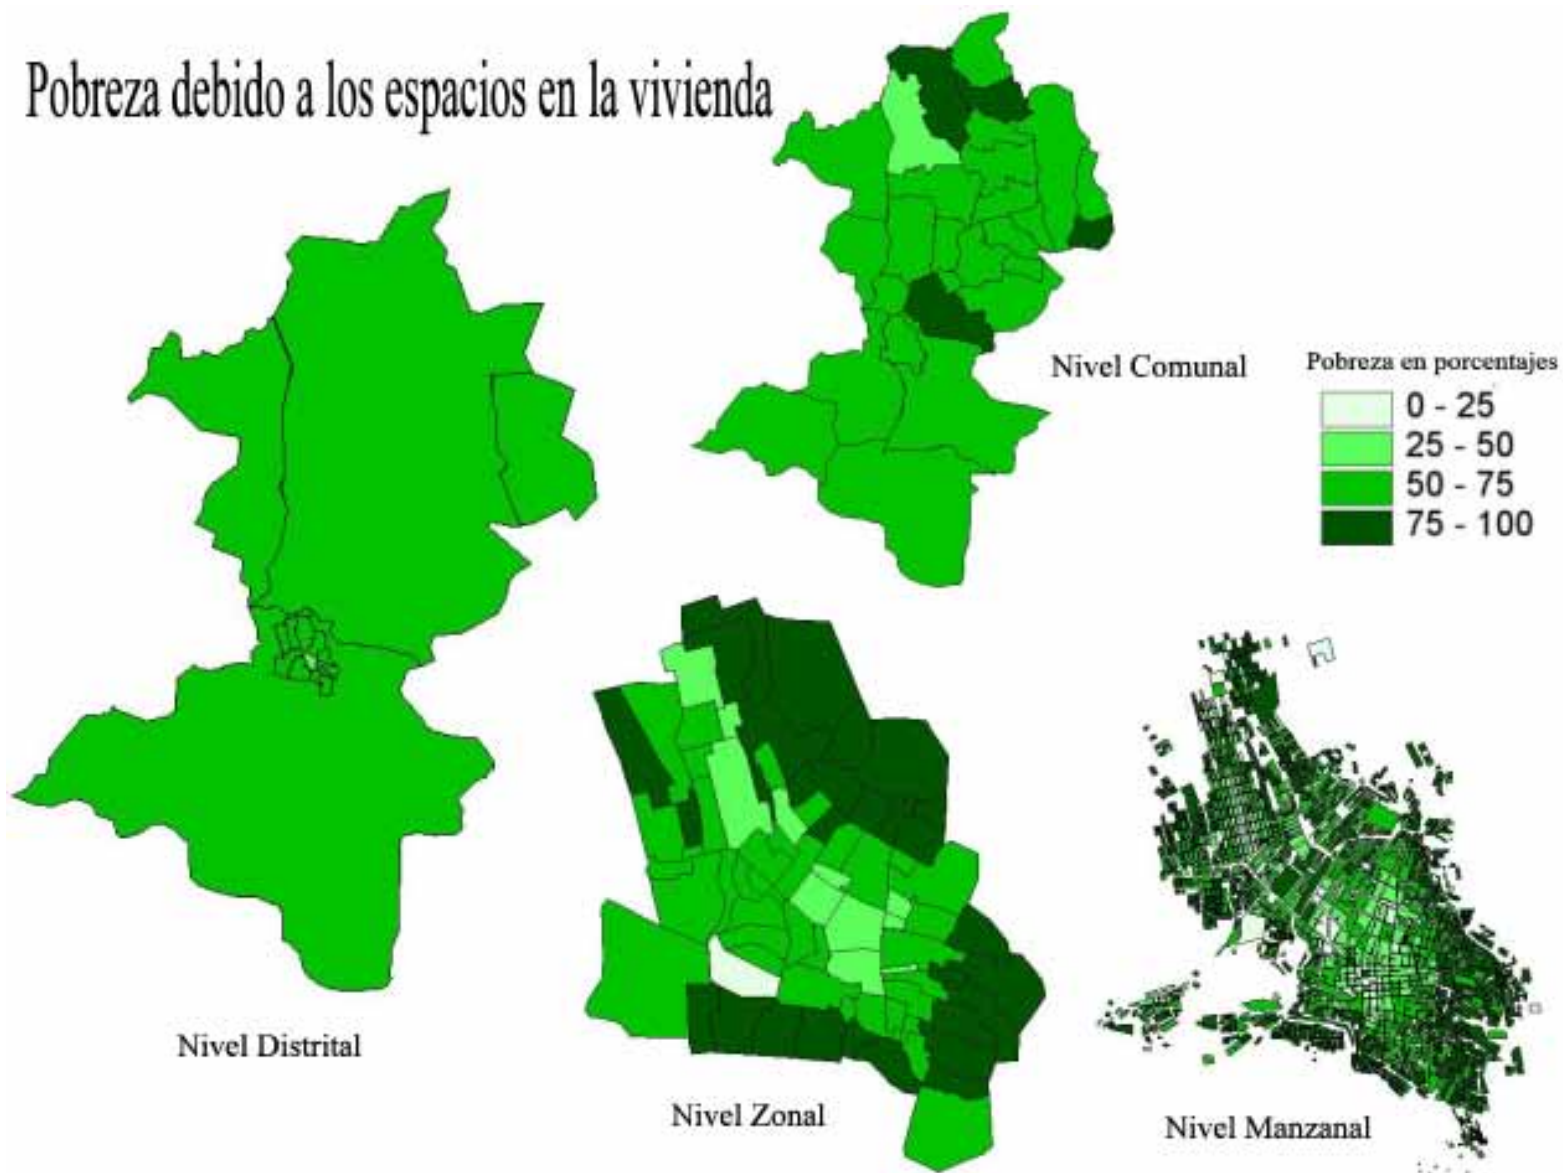 Pobreza debido a los espacios en la vivienda
Nivel Comunal
Pobreza en porcentajes
0 - 25
25 - 50
50 - 75
75 - 100
Nivel Distrital
Nivel Zonal
Nivel Manzanal